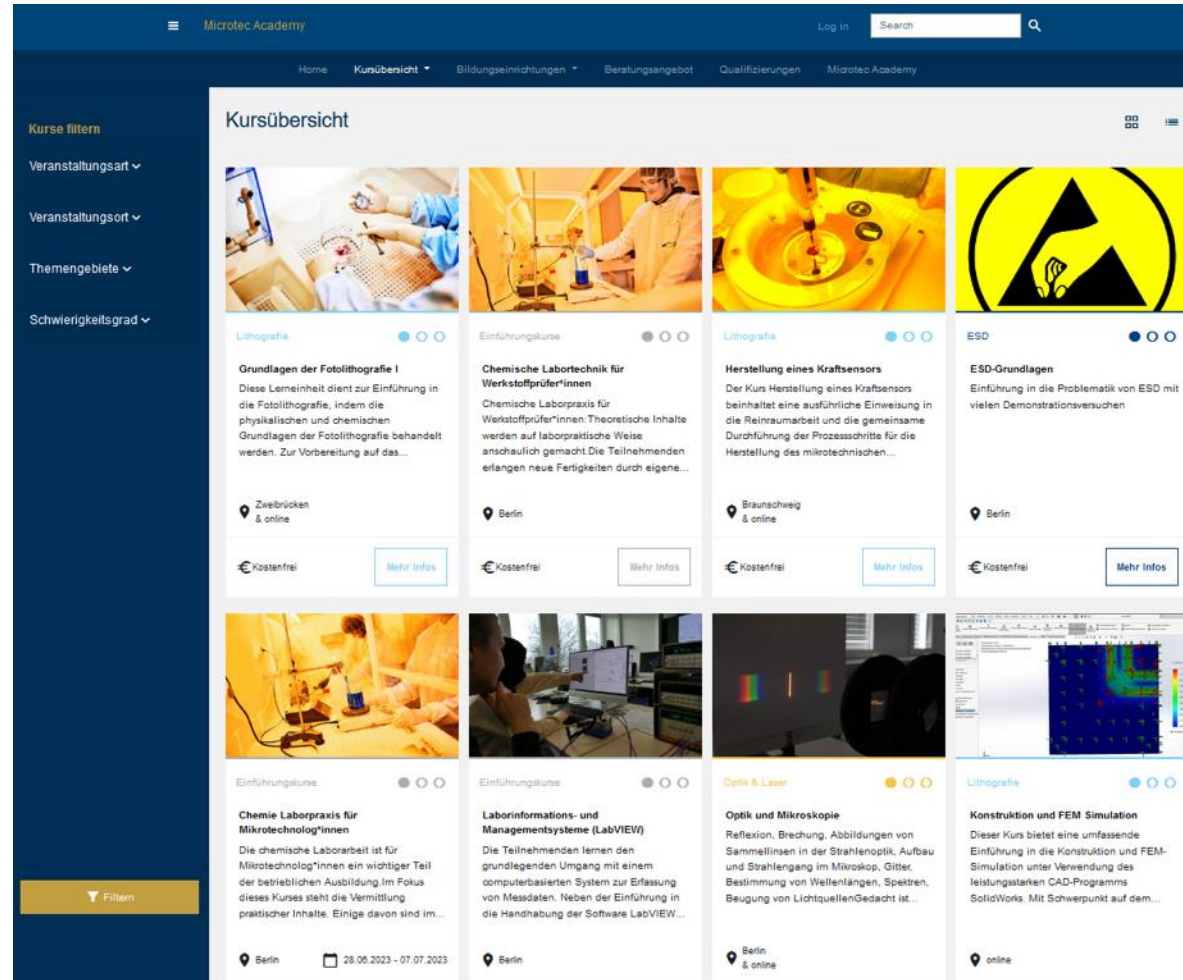 Microtec Academy
Log in
Search
Home
Kursübersicht
Bildungseinrichtungen
Beratungsangebot
Qualifizierungen
Microtec Academy
Kurse filtern
Veranstaltungsart
Veranstaltungsort
Themengebiete
Schwierigkeitsgrad
Filtern
Kursübersicht
Lithografie
Grundlagen der Fotolithografie I
Diese Lerneinheit dient zur Einführung in
die Fotolithografie, indem die
physikalischen und chemischen
Grundlagen der Fotolithografie behandelt
werden. Zur Vorbereitung auf das...
Zweibrücken
& online
Kostenfrei
Mehr Infos
Einführungskurse
Chemische Labortechnik für
Werkstoffprüfer*innen
Chemische Laborpraxis für
Werkstoffprüfer*innen:Theoretische Inhalte
werden auf laborpraktische Weise
anschaulich gemacht.Die Teilnehmenden
erlangen neue Fertigkeiten durch eigene...
Berlin
Kostenfrei
Mehr Infos
Lithografie
Herstellung eines Kraftsensors
Der Kurs Herstellung eines Kraftsensors
beinhaltet eine ausführliche Einweisung in
die Reinraumarbeit und die gemeinsame
Durchführung der Prozessschritte für die
Herstellung des mikrotechnischen...
Braunschweig
& online
Kostenfrei
Mehr Infos
ESD
ESD-Grundlagen
Einführung in die Problematik von ESD mit
vielen Demonstrationsversuchen
Berlin
Kostenfrei
Mehr Infos
Einführungskurse
Chemie Laborpraxis für
Mikrotechnolog*innen
Die chemische Laborarbeit ist für
Mikrotechnolog*innen ein wichtiger Teil
der betrieblichen Ausbildung.Im Fokus
dieses Kurses steht die Vermittlung
praktischer Inhalte. Einige davon sind im...
Berlin
28.06.2023 - 07.07.2023
Einführungskurse
Laborinformations- und
Managementsysteme (LabVIEW)
Die Teilnehmenden lernen den
grundlegenden Umgang mit einem
computerbasierten System zur Erfassung
von Messdaten. Neben der Einführung in
die Handhabung der Software LabVIEW...
Berlin
Optik & Laser
Optik und Mikroskopie
Reflexion, Brechung, Abbildungen von
Sammellinsen in der Strahlenoptik, Aufbau
und Strahlengang im Mikroskop, Gitter,
Bestimmung von Wellenlängen, Spektren,
Beugung von LichtquellenGedacht ist...
Berlin
& online
Lithografie
Konstruktion und FEM Simulation
Dieser Kurs bietet eine umfassende
Einführung in die Konstruktion und FEM-
Simulation unter Verwendung des
leistungsstarken CAD-Programms
SolidWorks. Mit Schwerpunkt auf dem...
online